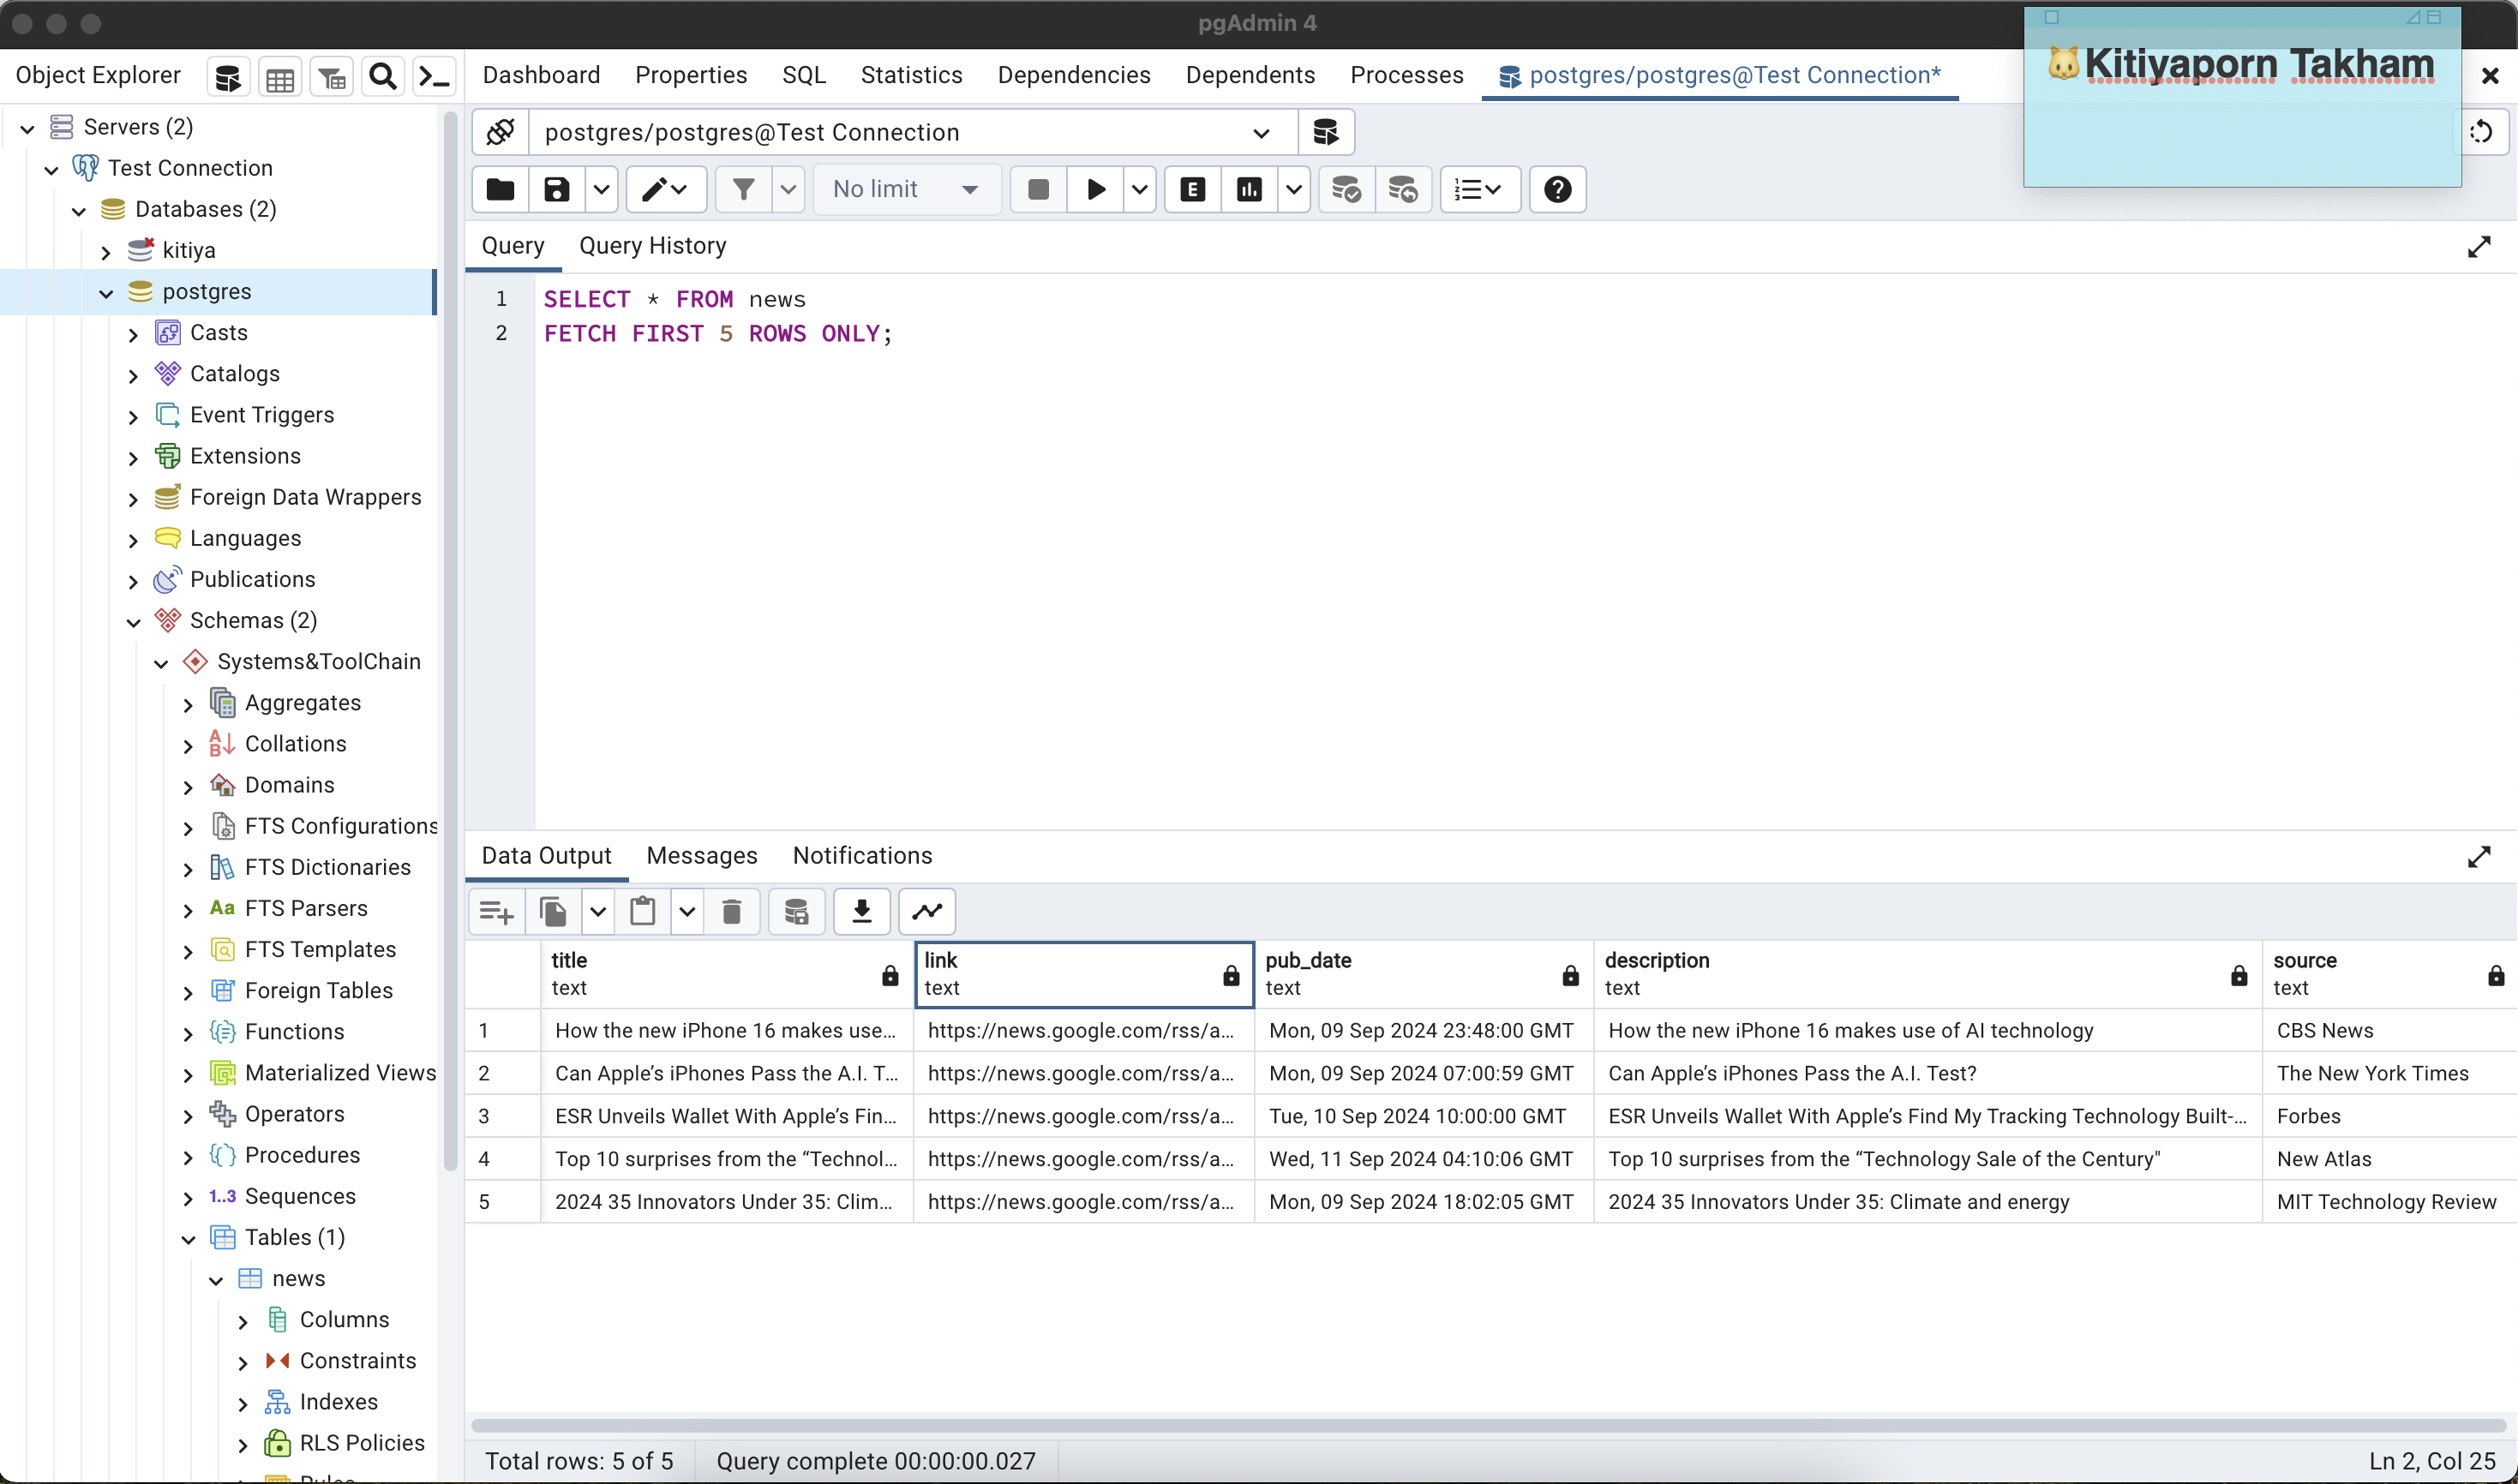 pgAdmin 4
🐱Kitiyaporn Takham
Object Explorer
Dashboard Properties SQL Statistics Dependencies Dependents Processes postgres/postgres@Test Connection*
Servers (2)
Test Connection
Databases (2)
kitiya
postgres
Casts
Catalogs
Event Triggers
Extensions
Foreign Data Wrappers
Languages
Publications
Schemas (2)
Systems&ToolChain
Aggregates
Collations
Domains
FTS Configurations
FTS Dictionaries
Aa FTS Parsers
FTS Templates
Foreign Tables
Functions
Materialized Views
Operators
Procedures
1..3 Sequences
Tables (1)
news
Columns
Constraints
Indexes
RLS Policies
postgres/postgres@Test Connection
No limit
E
Query Query History
1 SELECT * FROM news
2 FETCH FIRST 5 ROWS ONLY;
Data Output Messages Notifications
title link pub_date description source
text text text text text
1 How the new iPhone 16 makes use... https://news.google.com/rss/a... Mon, 09 Sep 2024 23:48:00 GMT How the new iPhone 16 makes use of AI technology CBS News
2 Can Apple’s iPhones Pass the A.I. T... https://news.google.com/rss/a... Mon, 09 Sep 2024 07:00:59 GMT Can Apple’s iPhones Pass the A.I. Test? The New York Times
3 ESR Unveils Wallet With Apple’s Fin... https://news.google.com/rss/a... Tue, 10 Sep 2024 10:00:00 GMT ESR Unveils Wallet With Apple’s Find My Tracking Technology Built-... Forbes
4 Top 10 surprises from the “Technol... https://news.google.com/rss/a... Wed, 11 Sep 2024 04:10:06 GMT Top 10 surprises from the “Technology Sale of the Century" New Atlas
5 2024 35 Innovators Under 35: Clim... https://news.google.com/rss/a... Mon, 09 Sep 2024 18:02:05 GMT 2024 35 Innovators Under 35: Climate and energy MIT Technology Review
Total rows: 5 of 5 Query complete 00:00:00.027 Ln 2, Col 25